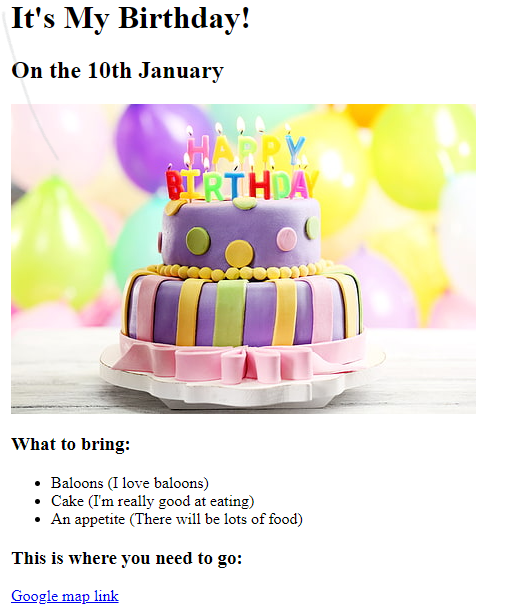 It's My Birthday!
On the 10th January
HAPPY
BIRTHDAY
What to bring:
Baloons (I love baloons)
Cake (I'm really good at eating)
An appetite (There will be lots of food)
This is where you need to go:
Google map link